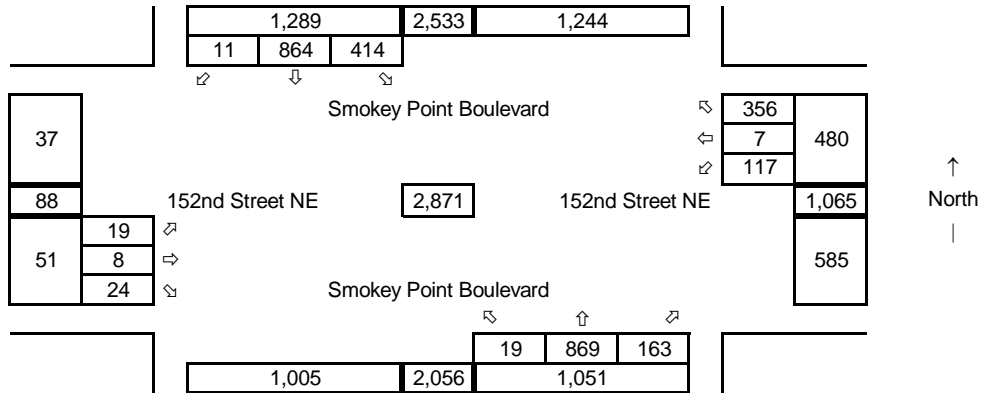 1,289 2,533 1,244
11 864 414
⬃ ⇩ ⬂
Smokey Point Boulevard
⬁ 356
37 ⇦ 7 480
⬃ 117 ↑
88 152nd Street NE 2,871 152nd Street NE 1,065 North
19 ⬀ |
51 8 ⇨ 585
24 ⬂ Smokey Point Boulevard
⬁ ⇧ ⬀
19 869 163
1,005 2,056 1,051